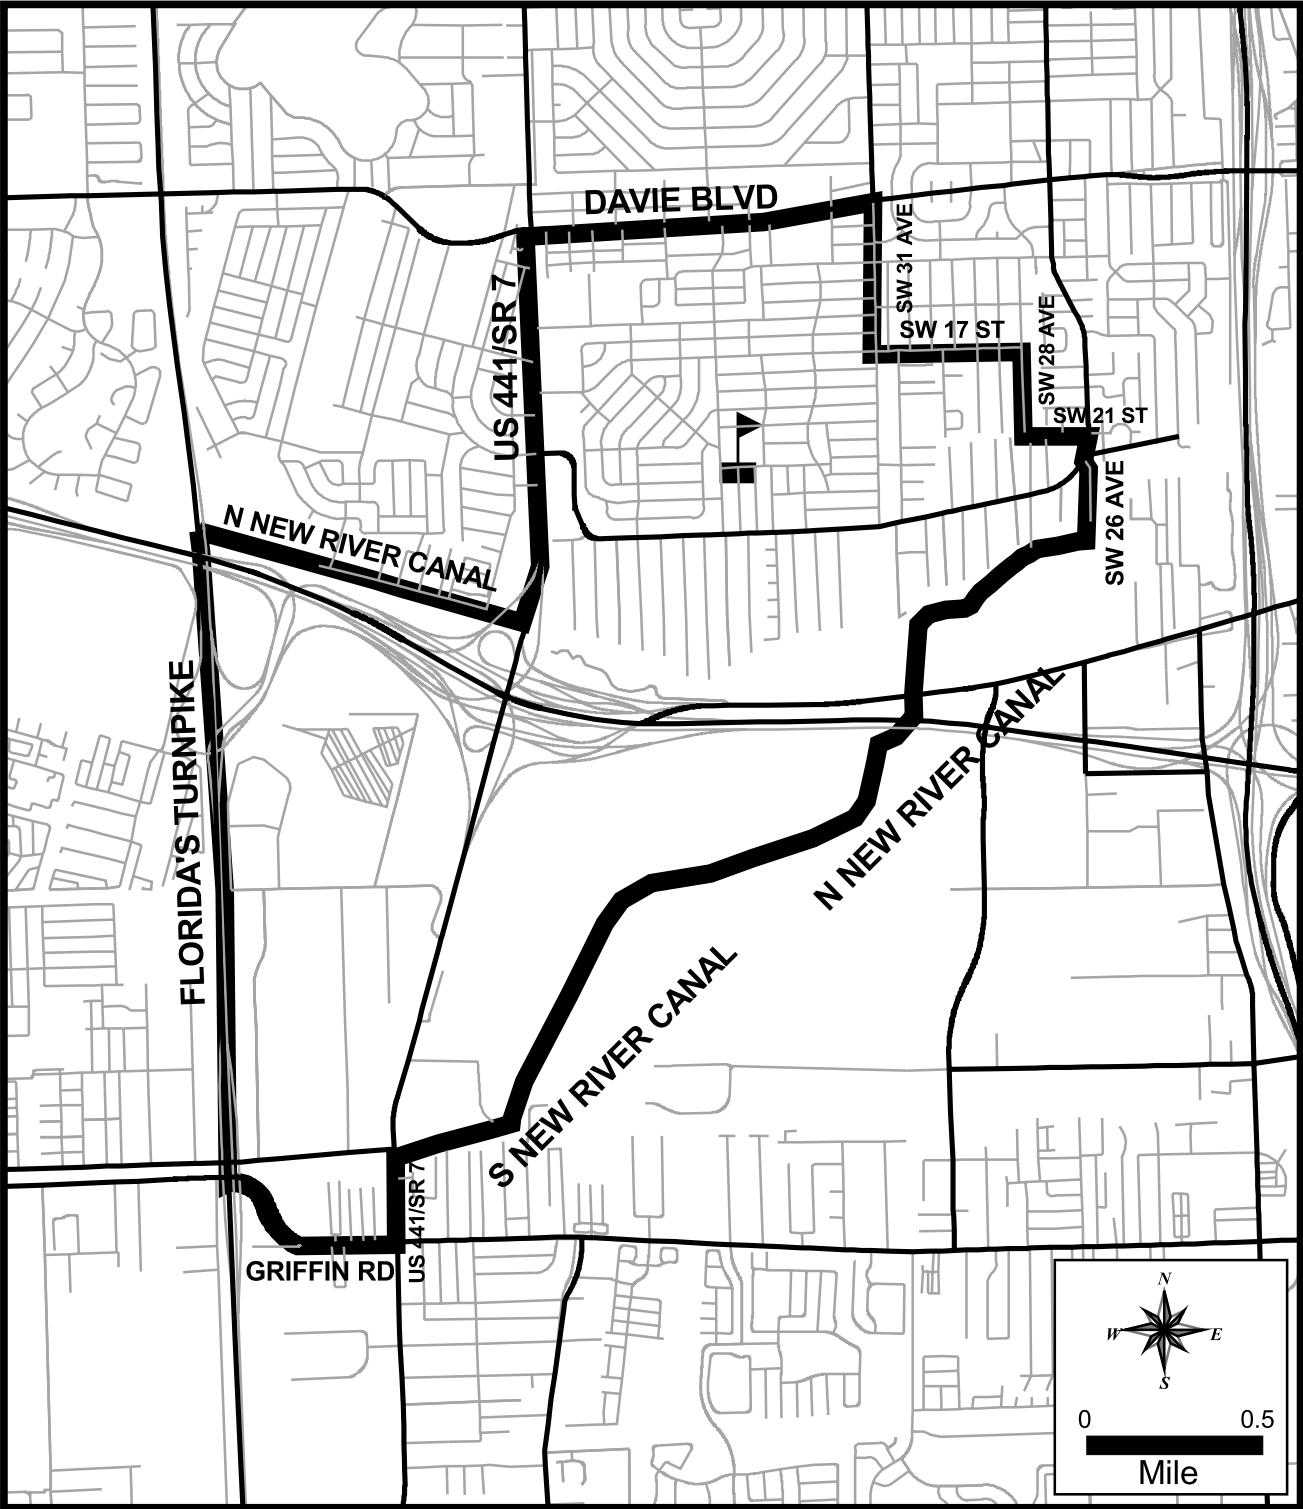 DAVIE BLVD
SW 31 AVE
US 441/SR 7
SW 17 ST
SW 28 AVE
SW 21 ST
SW 26 AVE
N NEW RIVER CANAL
FLORIDA'S TURNPIKE
N NEW RIVER CANAL
S NEW RIVER CANAL
US 441/SR 7
GRIFFIN RD
N
W E
S
0 0.5
Mile